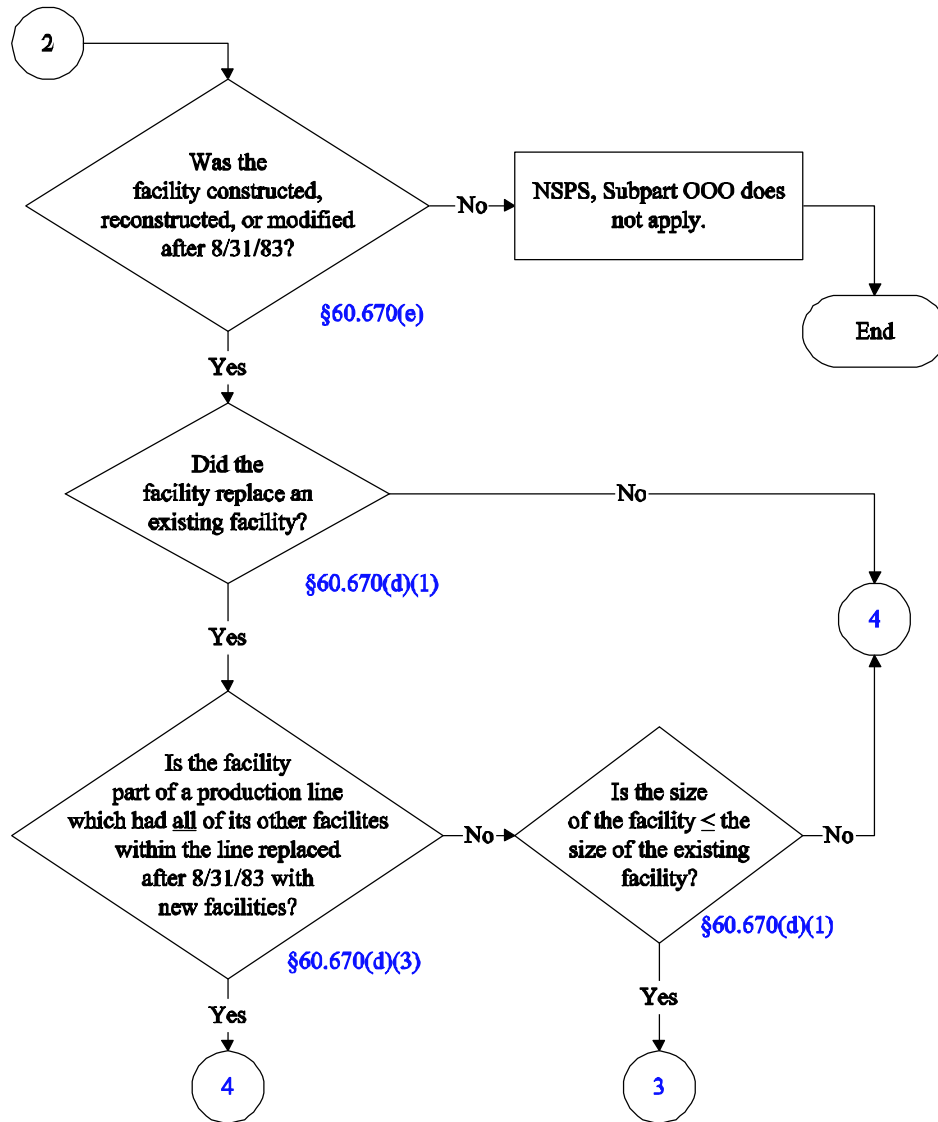 2
Was the
facility constructed,
reconstructed, or modified
after 8/31/83?
No
NSPS, Subpart OOO does
not apply.
§60.670(e)
End
Yes
Did the
facility replace an
existing facility?
No
§60.670(d)(1)
4
Yes
Is the facility
part of a production line
which had all of its other facilites
within the line replaced
after 8/31/83 with
new facilities?
No
Is the size
of the facility ≤ the
size of the existing
facility?
No
§60.670(d)(1)
§60.670(d)(3)
Yes
Yes
4
3